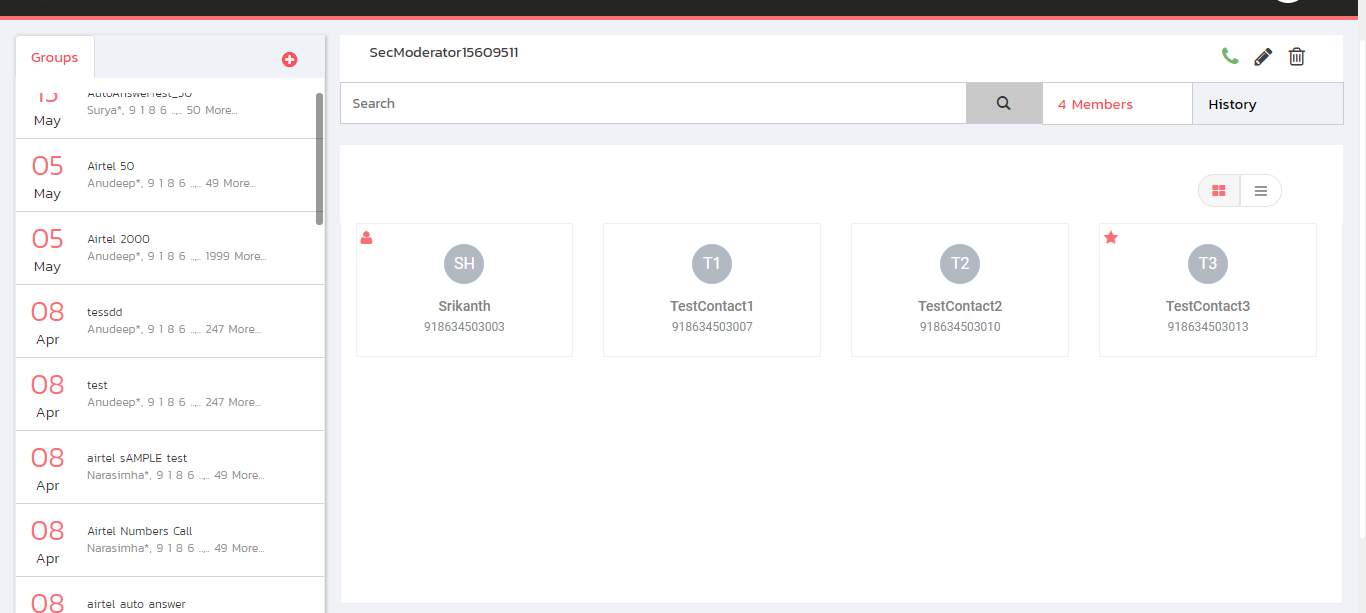 Groups
15
AutoAnswerTest_50
Surya*, 9 1 8 6 ..,.. 50 More...
May
05
Airtel 50
Anudeep*, 9 1 8 6 ..,.. 49 More...
May
05
Airtel 2000
Anudeep*, 9 1 8 6 ..,.. 1999 More...
May
08
tessdd
Anudeep*, 9 1 8 6 ..,.. 247 More...
Apr
08
test
Anudeep*, 9 1 8 6 ..,.. 247 More...
Apr
08
airtel sAMPLE test
Narasimha*, 9 1 8 6 ..,.. 49 More...
Apr
08
Airtel Numbers Call
Narasimha*, 9 1 8 6 ..,.. 49 More...
Apr
08
airtel auto answer
SecModerator15609511
Search
4 Members
History
SH
Srikanth
918634503003
T1
TestContact1
918634503007
T2
TestContact2
918634503010
T3
TestContact3
918634503013